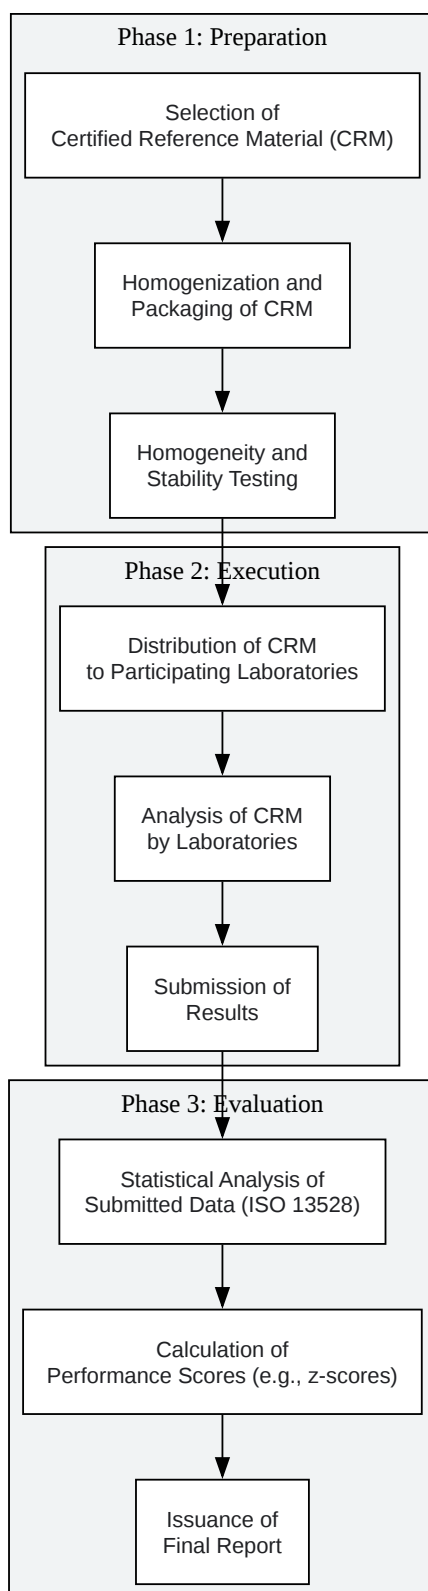 Phase 1: Preparation
Selection of
Certified Reference Material (CRM)
Homogenization and
Packaging of CRM
Homogeneity and
Stability Testing
Phase 2: Execution
Distribution of CRM
to Participating Laboratories
Analysis of CRM
by Laboratories
Submission of
Results
Phase 3: Evaluation
Statistical Analysis of
Submitted Data (ISO 13528)
Calculation of
Performance Scores (e.g., z-scores)
Issuance of
Final Report